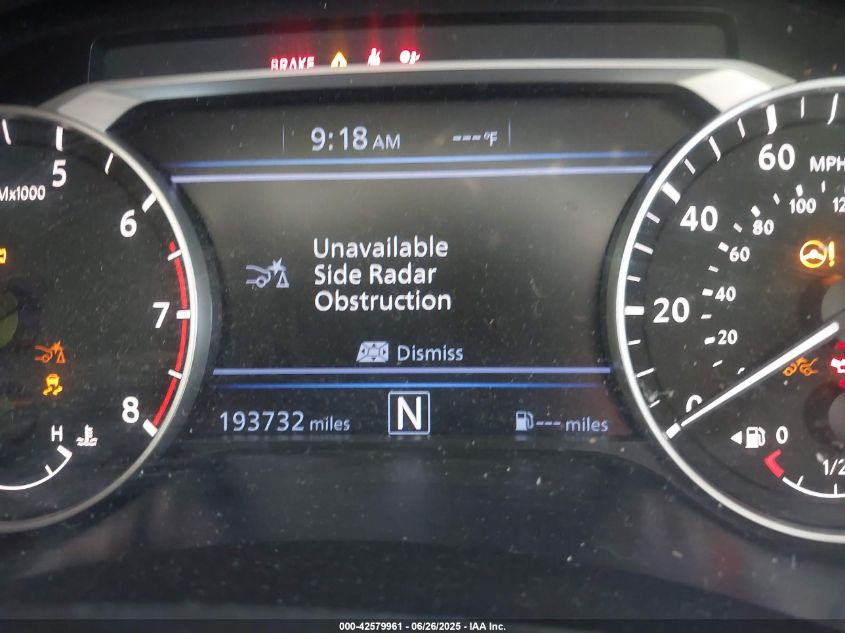 BRAKE
9:18 AM
---°F
5
Mx1000
6
7
8
H
Unavailable
Side Radar
Obstruction
Dismiss
193732 miles
N
--- miles
60
MPH
40
20
0
100
80
60
40
20
0
1/2
000-42579961 - 06/26/2025 - IAA Inc.